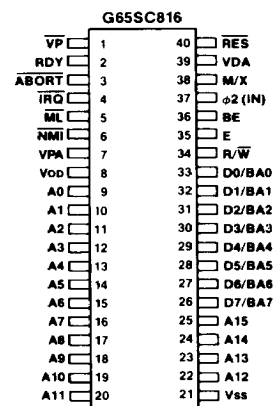 G65SC816
VP 1 40 RES
RDY 2 39 VDA
ABORT 3 38 M/X
IRQ 4 37 φ2 (IN)
ML 5 36 BE
NMI 6 35 E
VPA 7 34 R/W̅
VDD 8 33 D0/BA0
A0 9 32 D1/BA1
A1 10 31 D2/BA2
A2 11 30 D3/BA3
A3 12 29 D4/BA4
A4 13 28 D5/BA5
A5 14 27 D6/BA6
A6 15 26 D7/BA7
A7 16 25 A15
A8 17 24 A14
A9 18 23 A13
A10 19 22 A12
A11 20 21 Vss